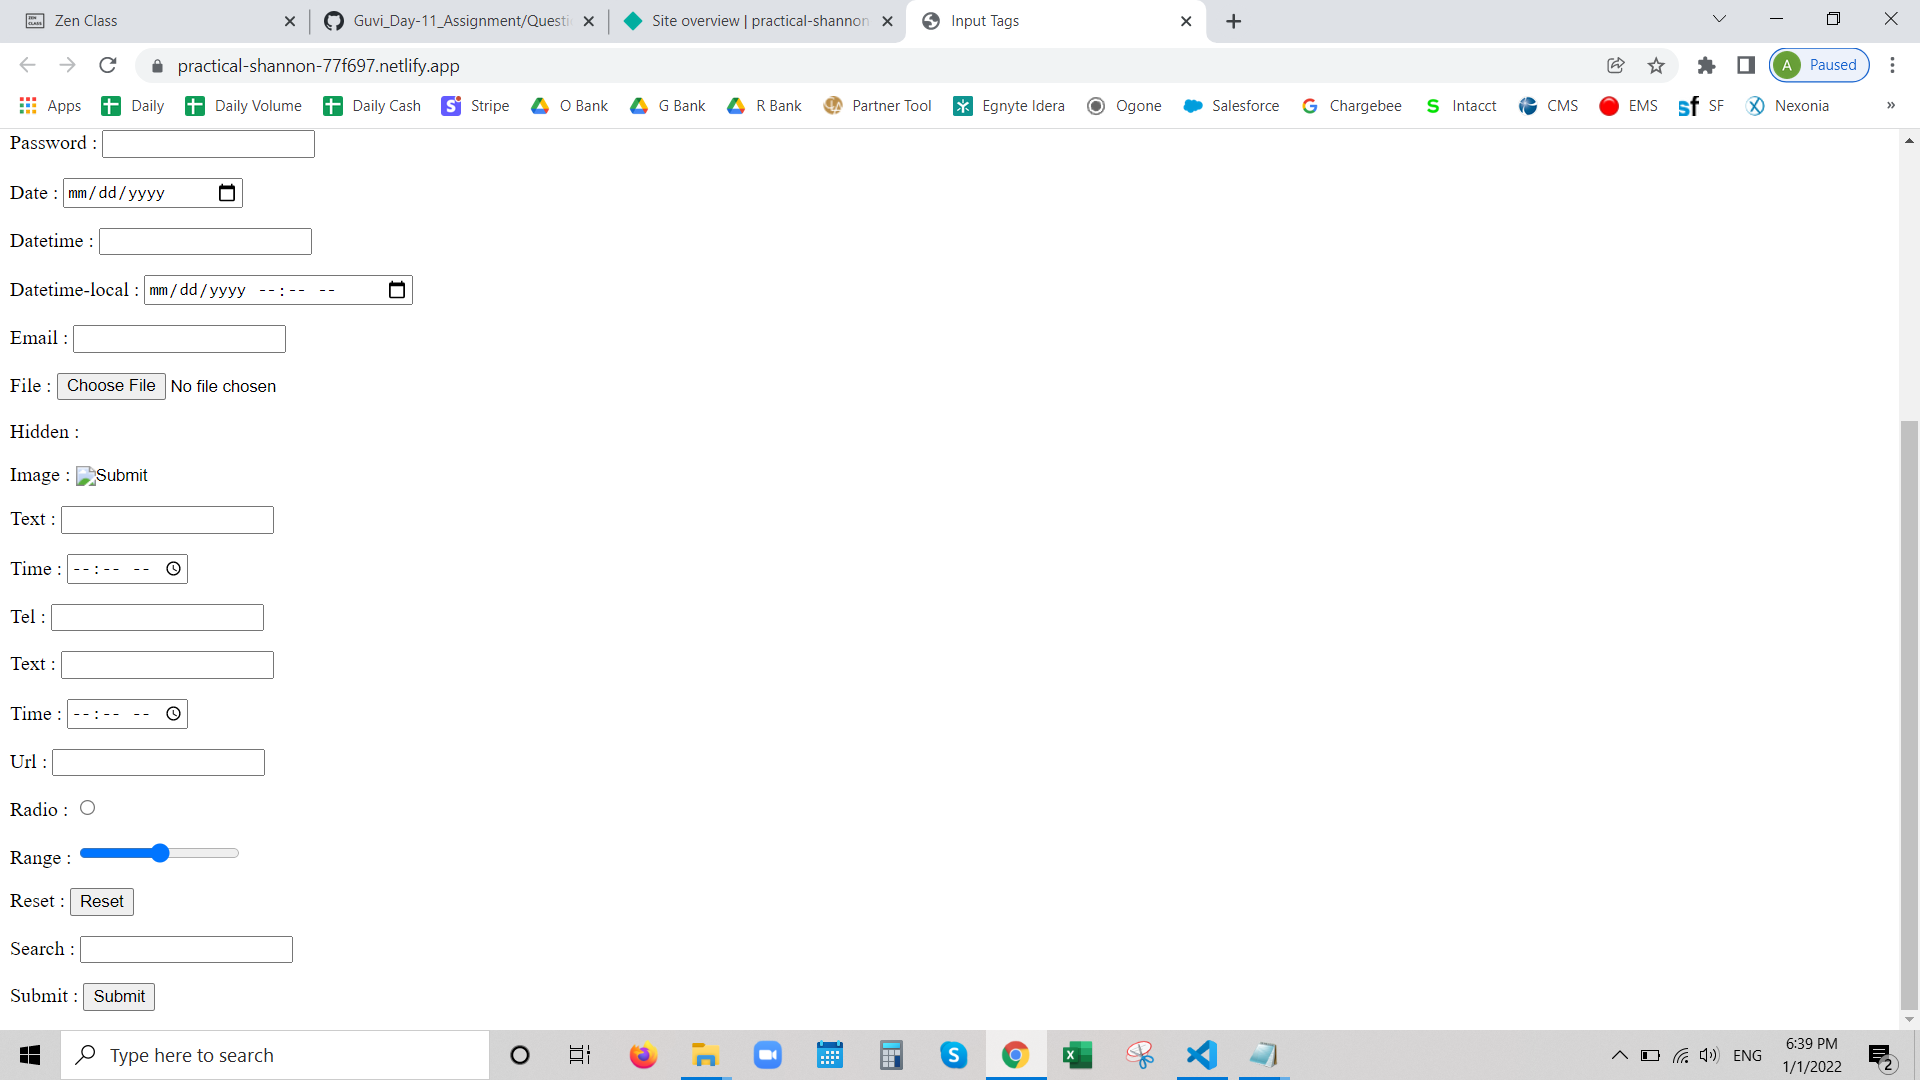 Zen Class
Guvi_Day-11_Assignment/Questi
Site overview | practical-shannon
Input Tags
practical-shannon-77f697.netlify.app
A Paused
Apps Daily Daily Volume Daily Cash Stripe O Bank G Bank R Bank Partner Tool Egnyte Idera Ogone Salesforce Chargebee Intacct CMS EMS SF Nexonia »
Password :
Date : mm/dd/yyyy
Datetime :
Datetime-local : mm/dd/yyyy --:-- --
Email :
File : Choose File No file chosen
Hidden :
Image : Submit
Text :
Time : --:-- --
Tel :
Text :
Time : --:-- --
Url :
Radio :
Range :
Reset : Reset
Search :
Submit : Submit
Type here to search
ENG
6:39 PM
1/1/2022
2